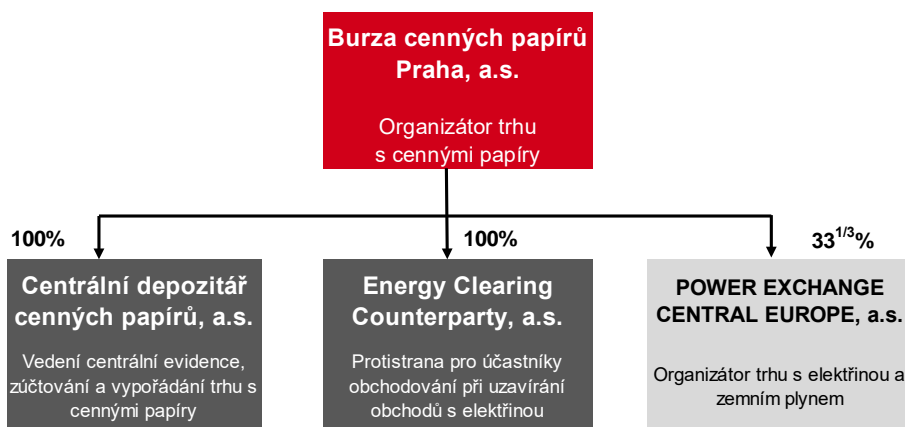 Burza cenných papírů
Praha, a.s.
Organizátor trhu
s cennými papíry
100%
100%
33^1/3%
Centrální depozitář
cenných papírů, a.s.
Vedení centrální evidence,
zúčtování a vypořádání trhu s
cennými papíry
Energy Clearing
Counterparty, a.s.
Protistrana pro účastníky
obchodování při uzavírání
obchodů s elektřinou
POWER EXCHANGE
CENTRAL EUROPE, a.s.
Organizátor trhu s elektřinou a
zemním plynem